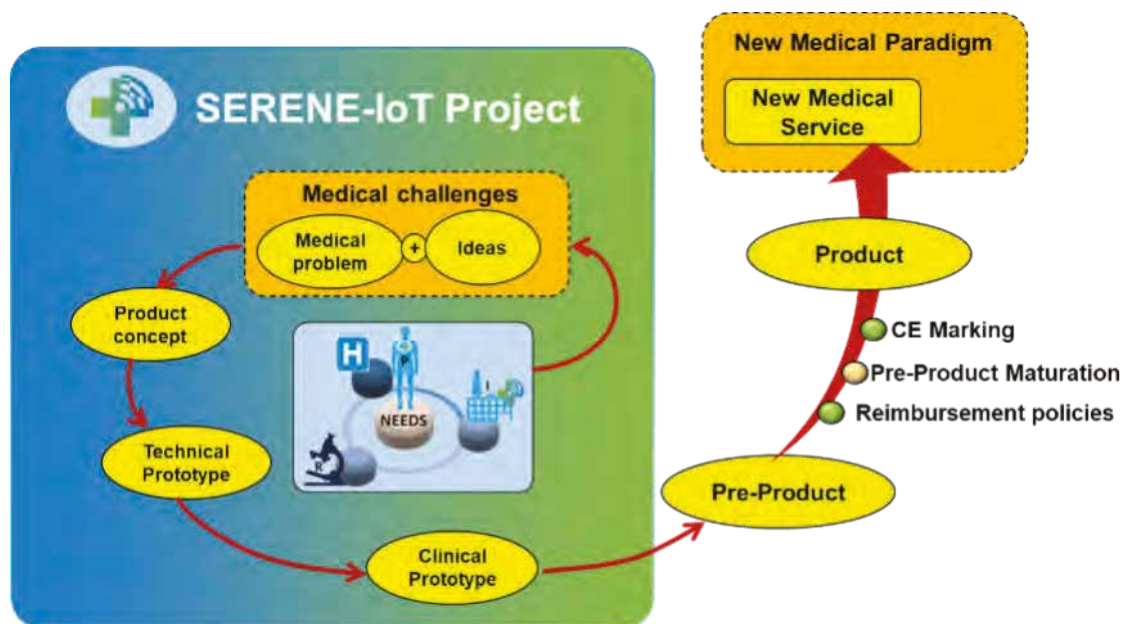 New Medical Paradigm
New Medical
Service
SERENE-IoT Project
Medical challenges
Medical
problem
+
Ideas
Product
concept
H
P
I
NEEDS
R
Technical
Prototype
Clinical
Prototype
Pre-Product
Product
CE Marking
Pre-Product Maturation
Reimbursement policies